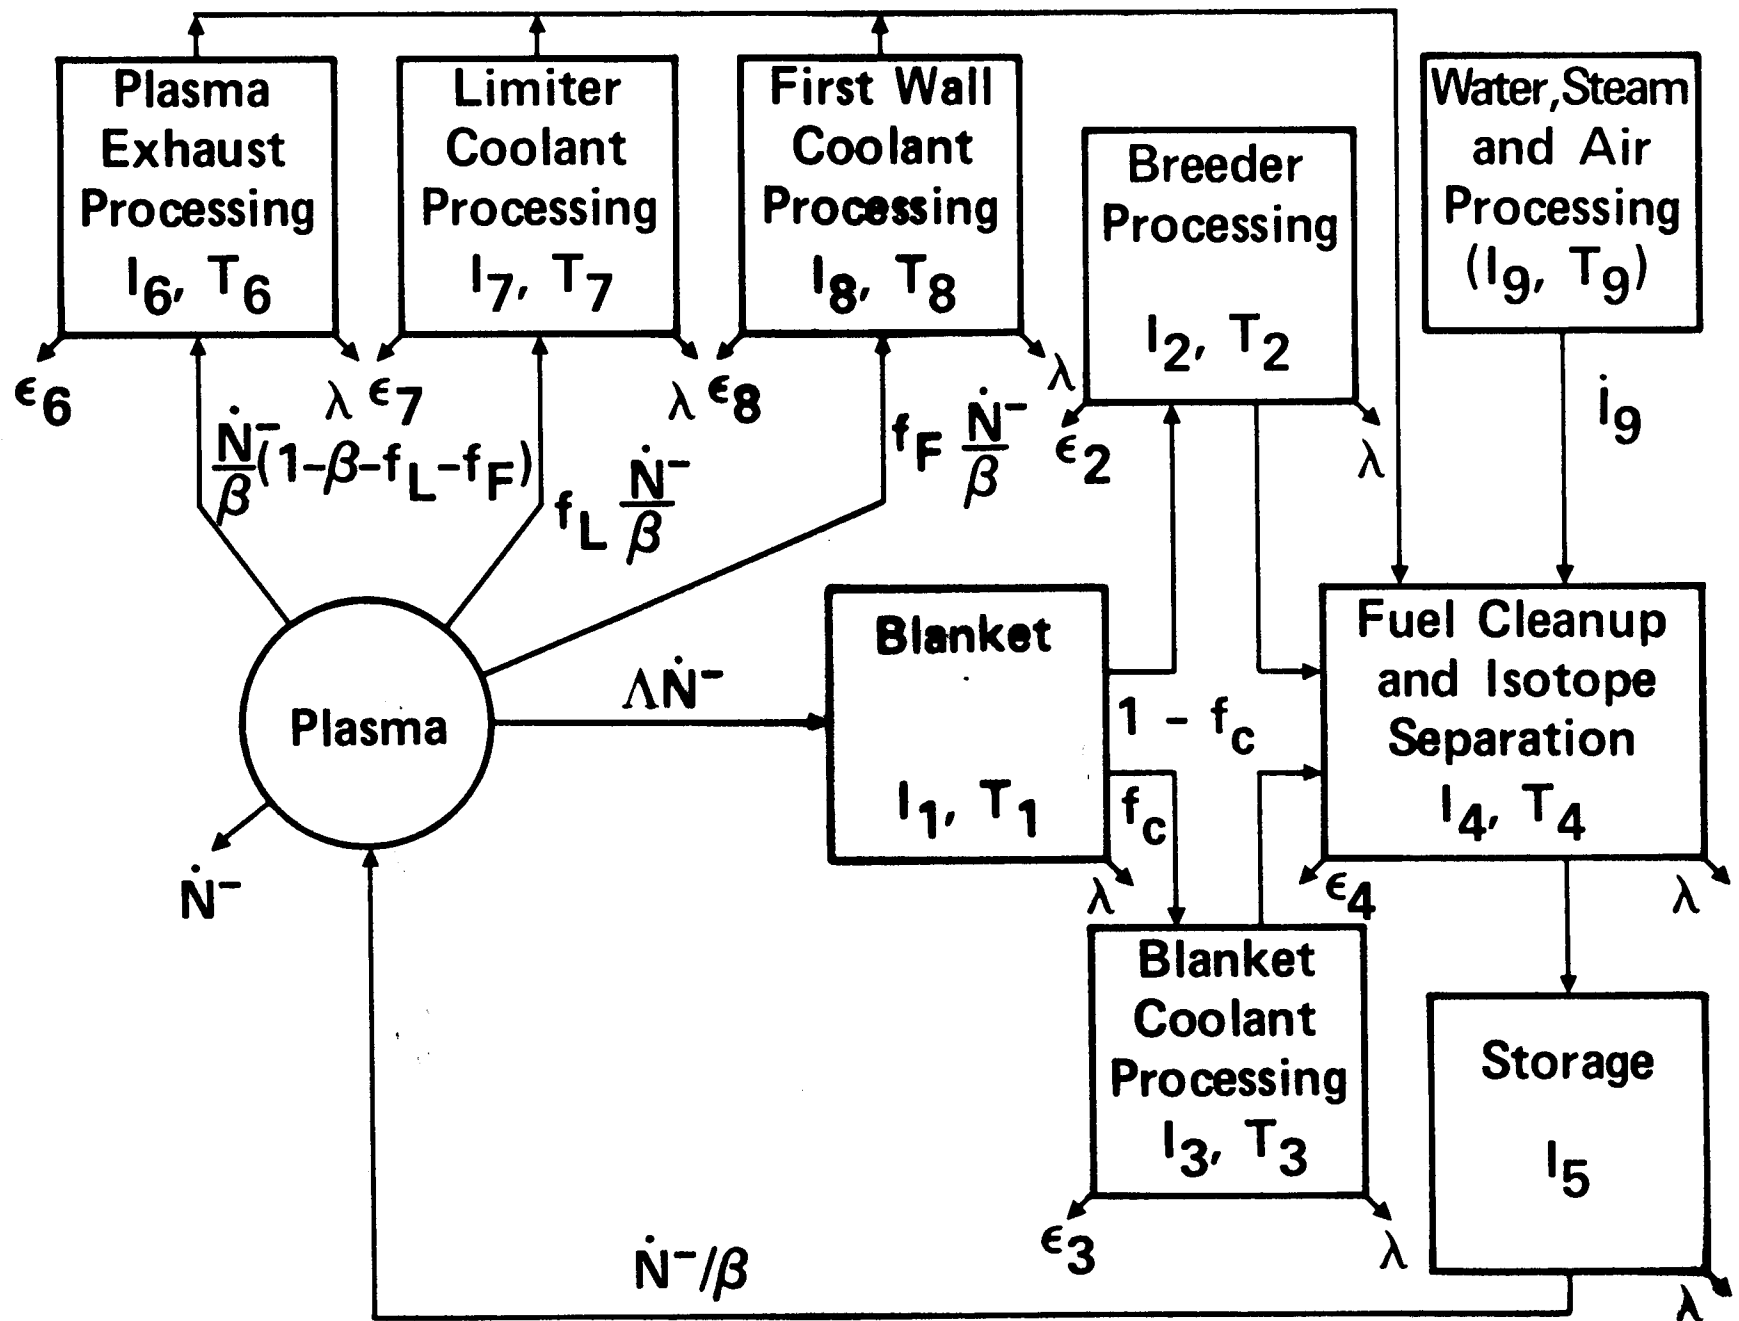 Plasma
Exhaust
Processing
I6, T6
Limiter
Coolant
Processing
I7, T7
First Wall
Coolant
Processing
I8, T8
Breeder
Processing
I2, T2
Water, Steam
and Air
Processing
(I9, T9)
ϵ6
λ
ϵ7
λ
ϵ8
λ
ϵ2
λ
i̇9
Ṅ⁻/β (1-β-fL-fF)
fL Ṅ⁻/β
fF Ṅ⁻/β
Plasma
Ṅ⁻
ΛṄ⁻
Blanket
I1, T1
λ
1 - fc
fc
Fuel Cleanup
and Isotope
Separation
I4, T4
ϵ4
λ
Blanket
Coolant
Processing
I3, T3
ϵ3
λ
Storage
I5
λ
Ṅ⁻/β